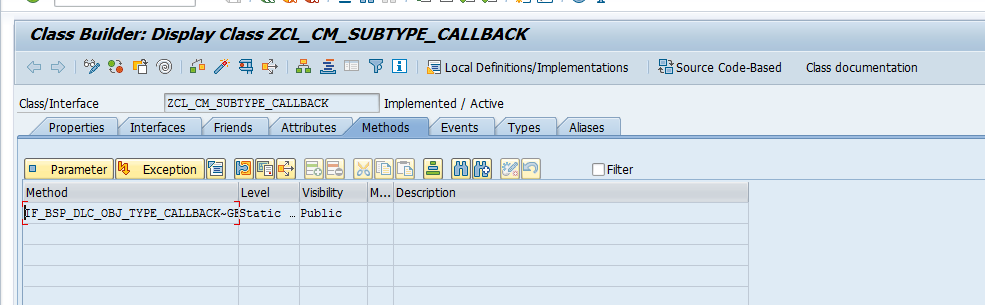 Class Builder: Display Class ZCL_CM_SUBTYPE_CALLBACK
Local Definitions/Implementations Source Code-Based Class documentation
Class/Interface ZCL_CM_SUBTYPE_CALLBACK Implemented / Active
Properties Interfaces Friends Attributes Methods Events Types Aliases
Parameter Exception Filter
Method Level Visibility M... Description
IF_BSP_DLC_OBJ_TYPE_CALLBACK~GE Static ... Public